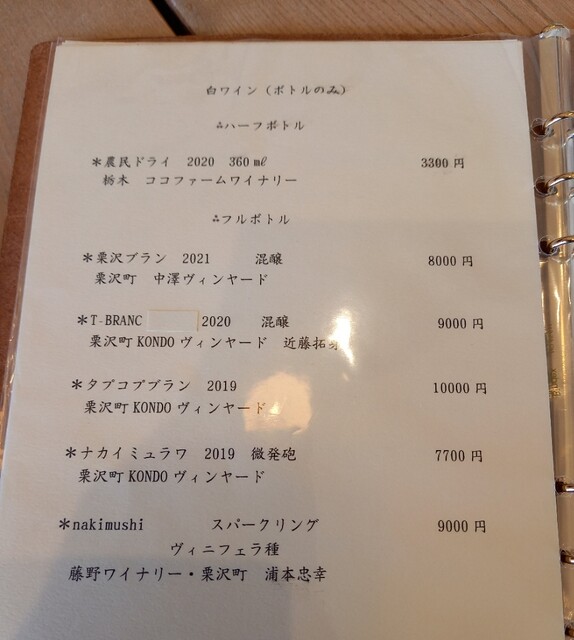 白ワイン（ボトルのみ）
⁂ハーフボトル
＊農民ドライ 2020 360㎖ 3300円
栃木 ココファームワイナリー
⁂フルボトル
＊栗沢ブラン 2021 混醸 8000円
栗沢町 中澤ヴィンヤード
＊T-BRANC 2020 混醸 9000円
栗沢町KONDOヴィンヤード 近藤拓身
＊タプコプブラン 2019 10000円
栗沢町KONDOヴィンヤード
＊ナカイミュラワ 2019 微発砲 7700円
栗沢町KONDOヴィンヤード
＊nakimushi スパークリング 9000円
ヴィニフェラ種
藤野ワイナリー・栗沢町 浦本忠幸